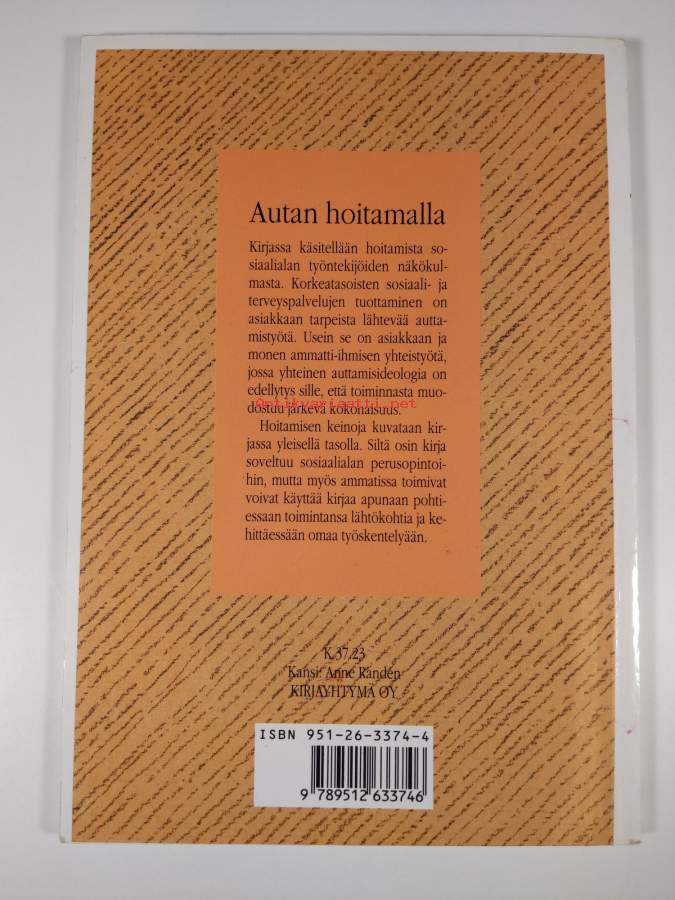 Autan hoitamalla
Kirjassa käsitellään hoitamista so-
siaalialan työntekijöiden näkökul-
masta. Korkeatasoisten sosiaali- ja
terveyspalvelujen tuottaminen on
asiakkaan tarpeista lähtevää autta-
mistyötä. Usein se on asiakkaan ja
monen ammatti-ihmisen yhteistyötä,
jossa yhteinen auttamisideologia on
edellytys sille, että toiminnasta muo-
Antikvariaatti.net
dostuu järkevä kokonaisuus.
Hoitamisen keinoja kuvataan kir-
jassa yleisellä tasolla. Siltä osin kirja
soveltuu sosiaalialan perusopintoi-
hin, mutta myös ammatissa toimivat
voivat käyttää kirjaa apunaan pohti-
essaan toimintansa lähtökohtia ja ke-
hittäessään omaa työskentelyään.
K.37.23
Kansi: Anne Randén
KIRJAYHTYMÄ OY
ISBN 951-26-3374-4
9 789512 633746